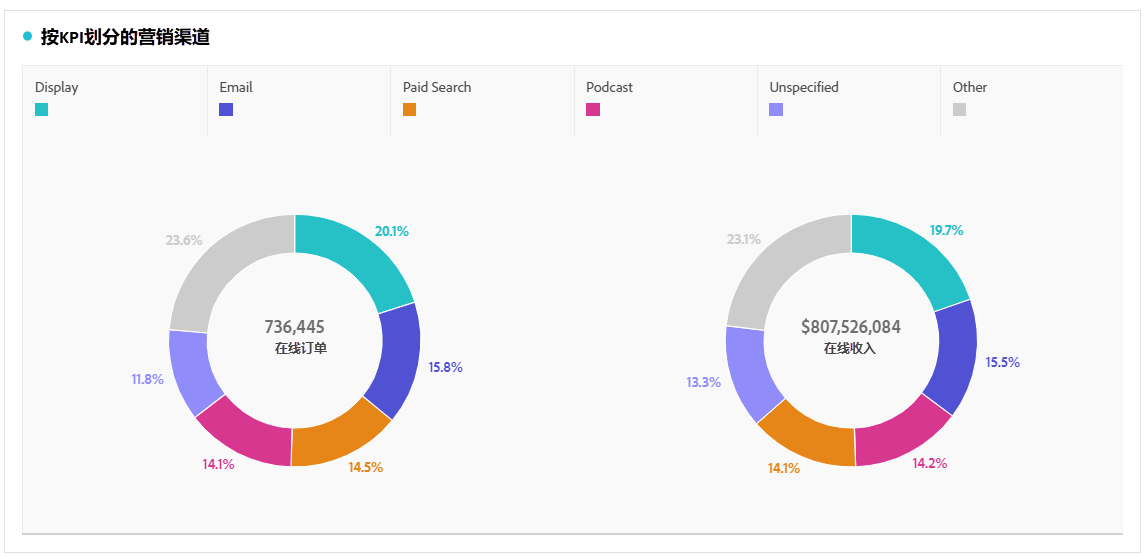 按KPI划分的营销渠道
Display
Email
Paid Search
Podcast
Unspecified
Other
23.6%
20.1%
736,445
在线订单
15.8%
11.8%
14.1%
14.5%
23.1%
19.7%
$807,526,084
在线收入
15.5%
13.3%
14.1%
14.2%